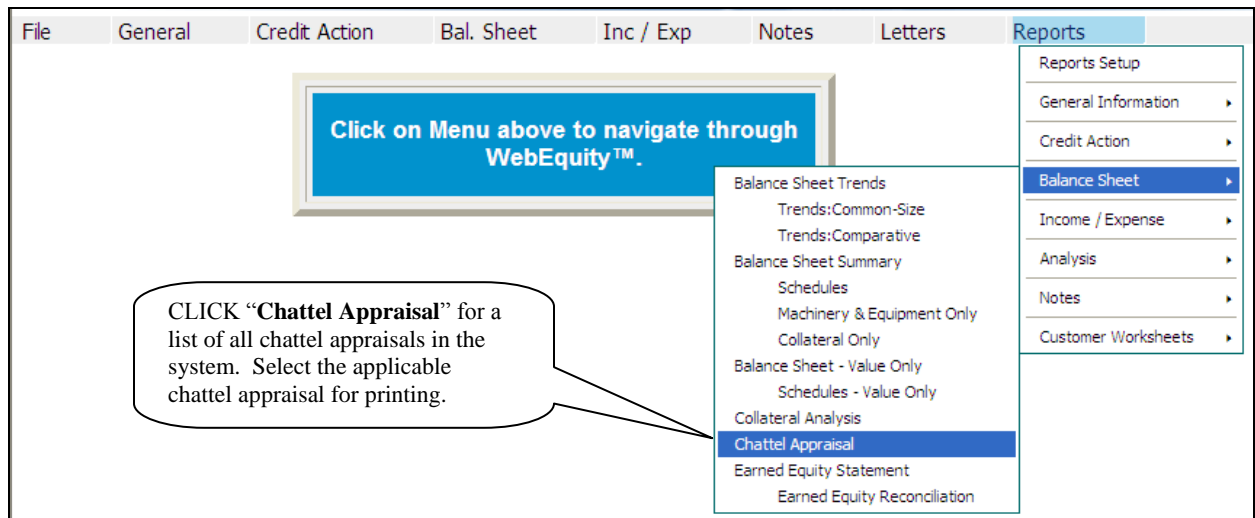 File General Credit Action Bal. Sheet Inc / Exp Notes Letters Reports
Click on Menu above to navigate through
WebEquity™.
Reports Setup
General Information
Credit Action
Balance Sheet
Income / Expense
Analysis
Notes
Customer Worksheets
Balance Sheet Trends
Trends:Common-Size
Trends:Comparative
Balance Sheet Summary
Schedules
Machinery & Equipment Only
Collateral Only
Balance Sheet - Value Only
Schedules - Value Only
Collateral Analysis
Chattel Appraisal
Earned Equity Statement
Earned Equity Reconciliation
CLICK “Chattel Appraisal” for a
list of all chattel appraisals in the
system. Select the applicable
chattel appraisal for printing.